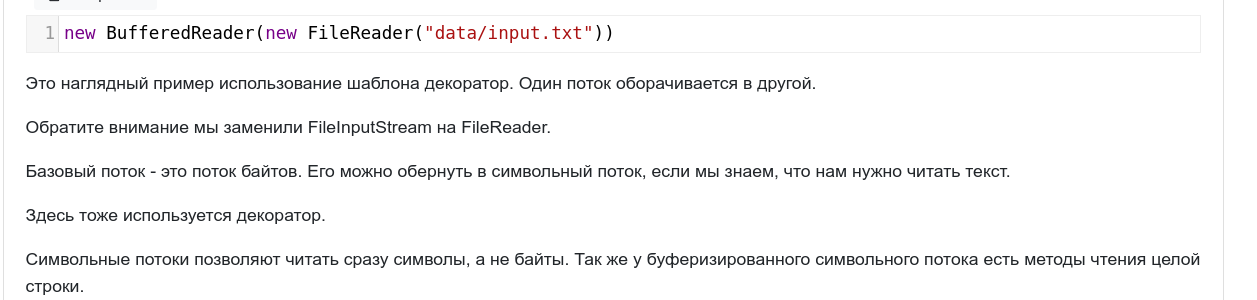 1 new BufferedReader(new FileReader("data/input.txt"))
Это наглядный пример использование шаблона декоратор. Один поток оборачивается в другой.
Обратите внимание мы заменили FileInputStream на FileReader.
Базовый поток - это поток байтов. Его можно обернуть в символьный поток, если мы знаем, что нам нужно читать текст.
Здесь тоже используется декоратор.
Символьные потоки позволяют читать сразу символы, а не байты. Так же у буферизированного символьного потока есть методы чтения целой
строки.